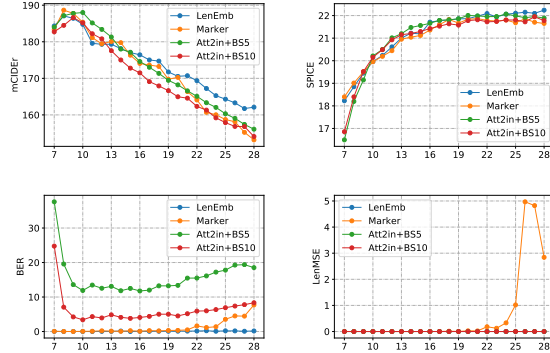 190
180
170
160
mCIDEr
7 10 13 16 19 22 25 28
LenEmb
Marker
Att2in+BS5
Att2in+BS10
22
21
20
19
18
17
SPICE
7 10 13 16 19 22 25 28
LenEmb
Marker
Att2in+BS5
Att2in+BS10
30
20
10
0
BER
7 10 13 16 19 22 25 28
LenEmb
Marker
Att2in+BS5
Att2in+BS10
5
4
3
2
1
0
LenMSE
7 10 13 16 19 22 25 28
LenEmb
Marker
Att2in+BS5
Att2in+BS10